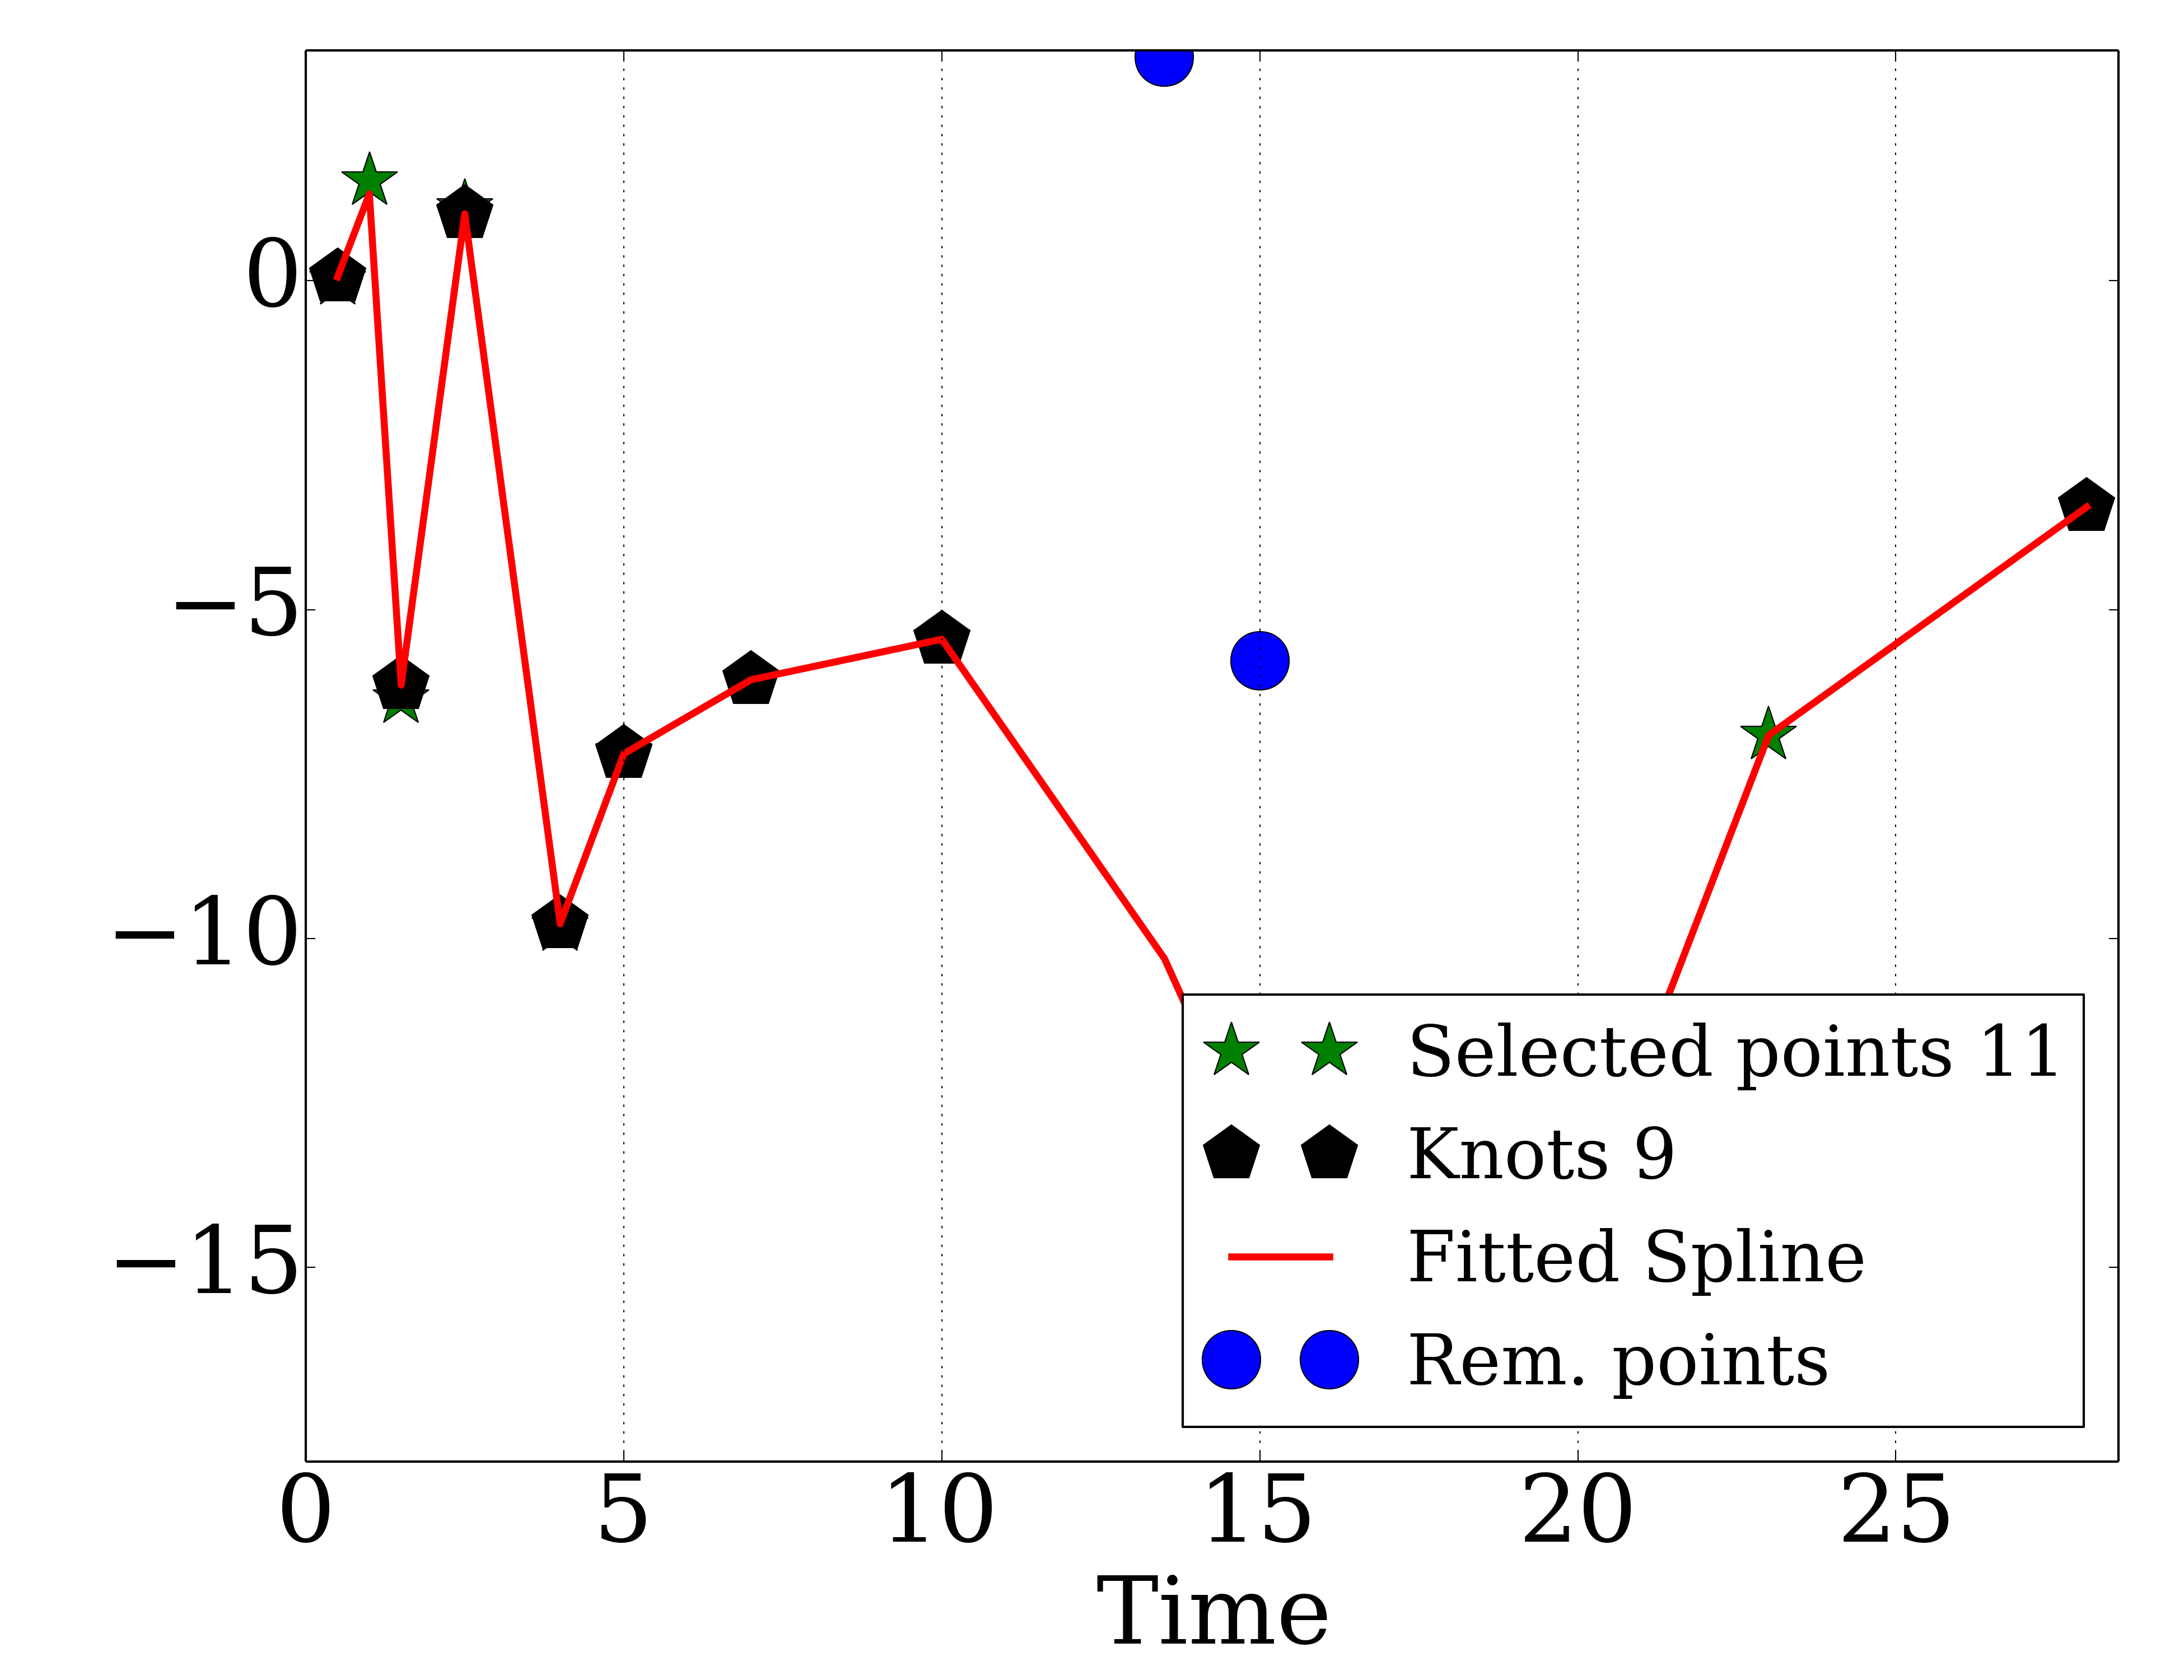 0
−5
−10
−15
0 5 10 15 20 25
Time
Selected points 11
Knots 9
Fitted Spline
Rem. points